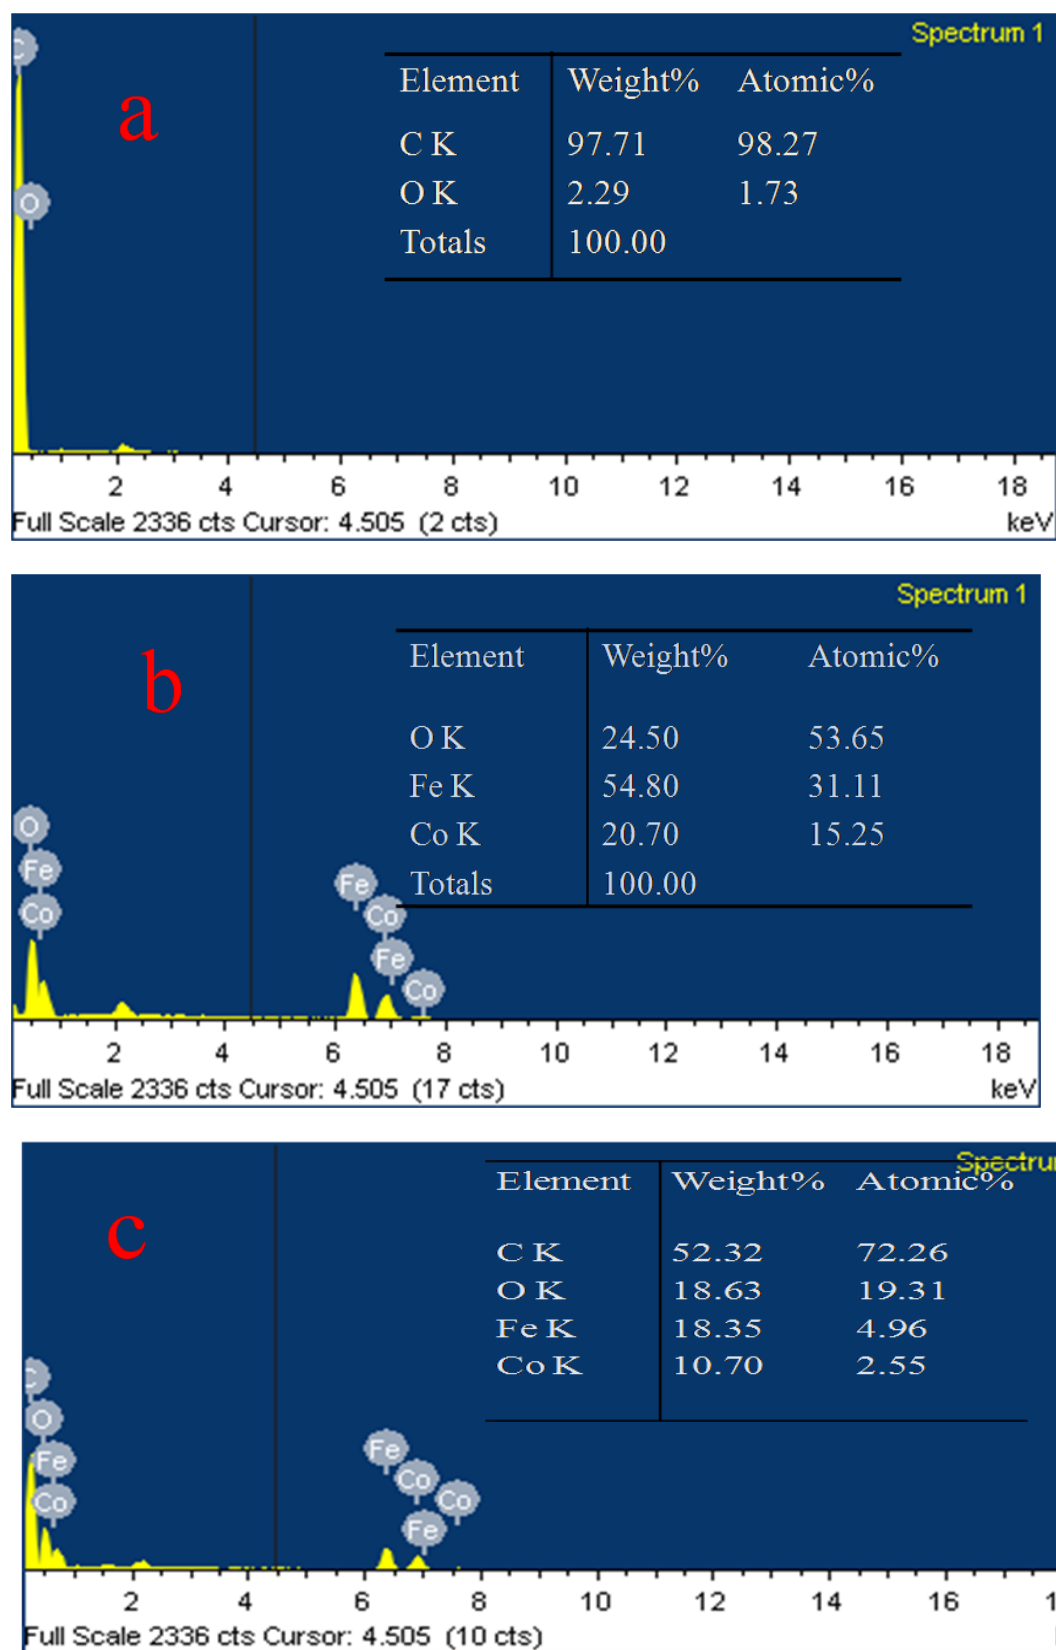 Spectrum 1
a
C
O
Element Weight% Atomic%
C K 97.71 98.27
O K 2.29 1.73
Totals 100.00
2 4 6 8 10 12 14 16 18
Full Scale 2336 cts Cursor: 4.505 (2 cts) keV
Spectrum 1
b
Element Weight% Atomic%
O K 24.50 53.65
Fe K 54.80 31.11
Co K 20.70 15.25
Totals 100.00
O
Fe
Co
Fe
Co
Fe
Co
2 4 6 8 10 12 14 16 18
Full Scale 2336 cts Cursor: 4.505 (17 cts) keV
Spectru
c
Element Weight% Atomic%
C K 52.32 72.26
O K 18.63 19.31
Fe K 18.35 4.96
Co K 10.70 2.55
C
O
Fe
Co
Fe
Co
Co
Fe
2 4 6 8 10 12 14 16 1
Full Scale 2336 cts Cursor: 4.505 (10 cts)